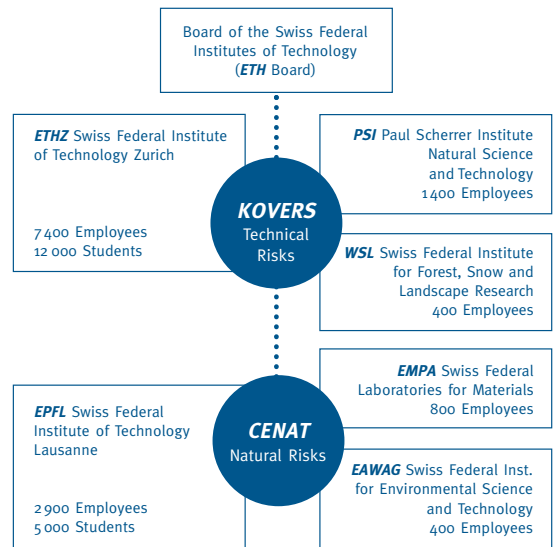 Board of the Swiss Federal
Institutes of Technology
(ETH Board)
ETHZ Swiss Federal Institute
of Technology Zurich
7 400 Employees
12 000 Students
PSI Paul Scherrer Institute
Natural Science
and Technology
1 400 Employees
KOVERS
Technical
Risks
WSL Swiss Federal Institute
for Forest, Snow and
Landscape Research
400 Employees
EMPA Swiss Federal
Laboratories for Materials
800 Employees
EPFL Swiss Federal
Institute of Technology
Lausanne
2 900 Employees
5 000 Students
CENAT
Natural Risks
EAWAG Swiss Federal Inst.
for Environmental Science
and Technology
400 Employees